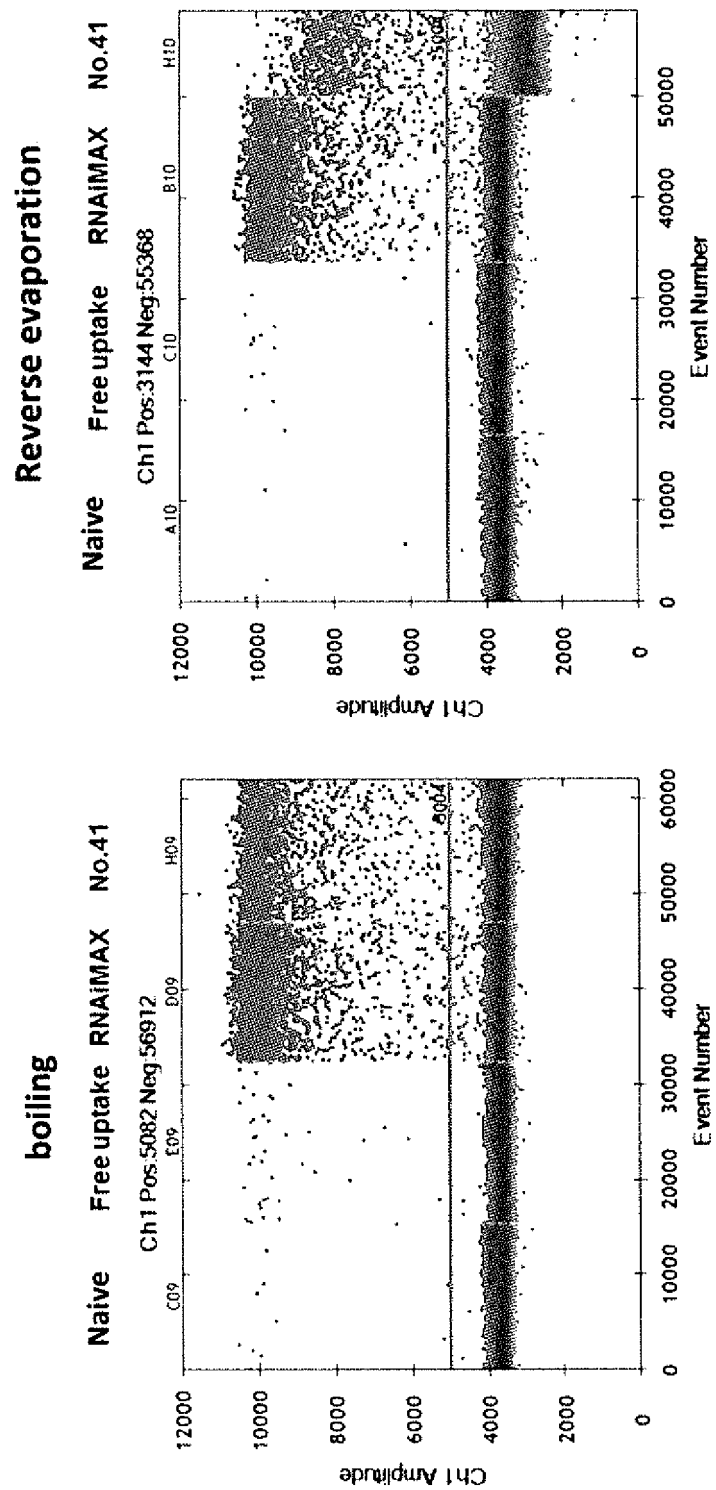 boiling
Naive Free uptake RNAiMAX No.41
Ch1 Pos:5082 Neg:56912
C09 E09 D09 H09
12000
10000
8000
6000
4000
2000
0
Ch1 Amplitude
5004
0 10000 20000 30000 40000 50000 60000
Event Number
Reverse evaporation
Naive Free uptake RNAiMAX No.41
Ch1 Pos:3144 Neg:55368
A10 C10 B10 H10
12000
10000
8000
6000
4000
2000
0
Ch1 Amplitude
5004
0 10000 20000 30000 40000 50000
Event Number